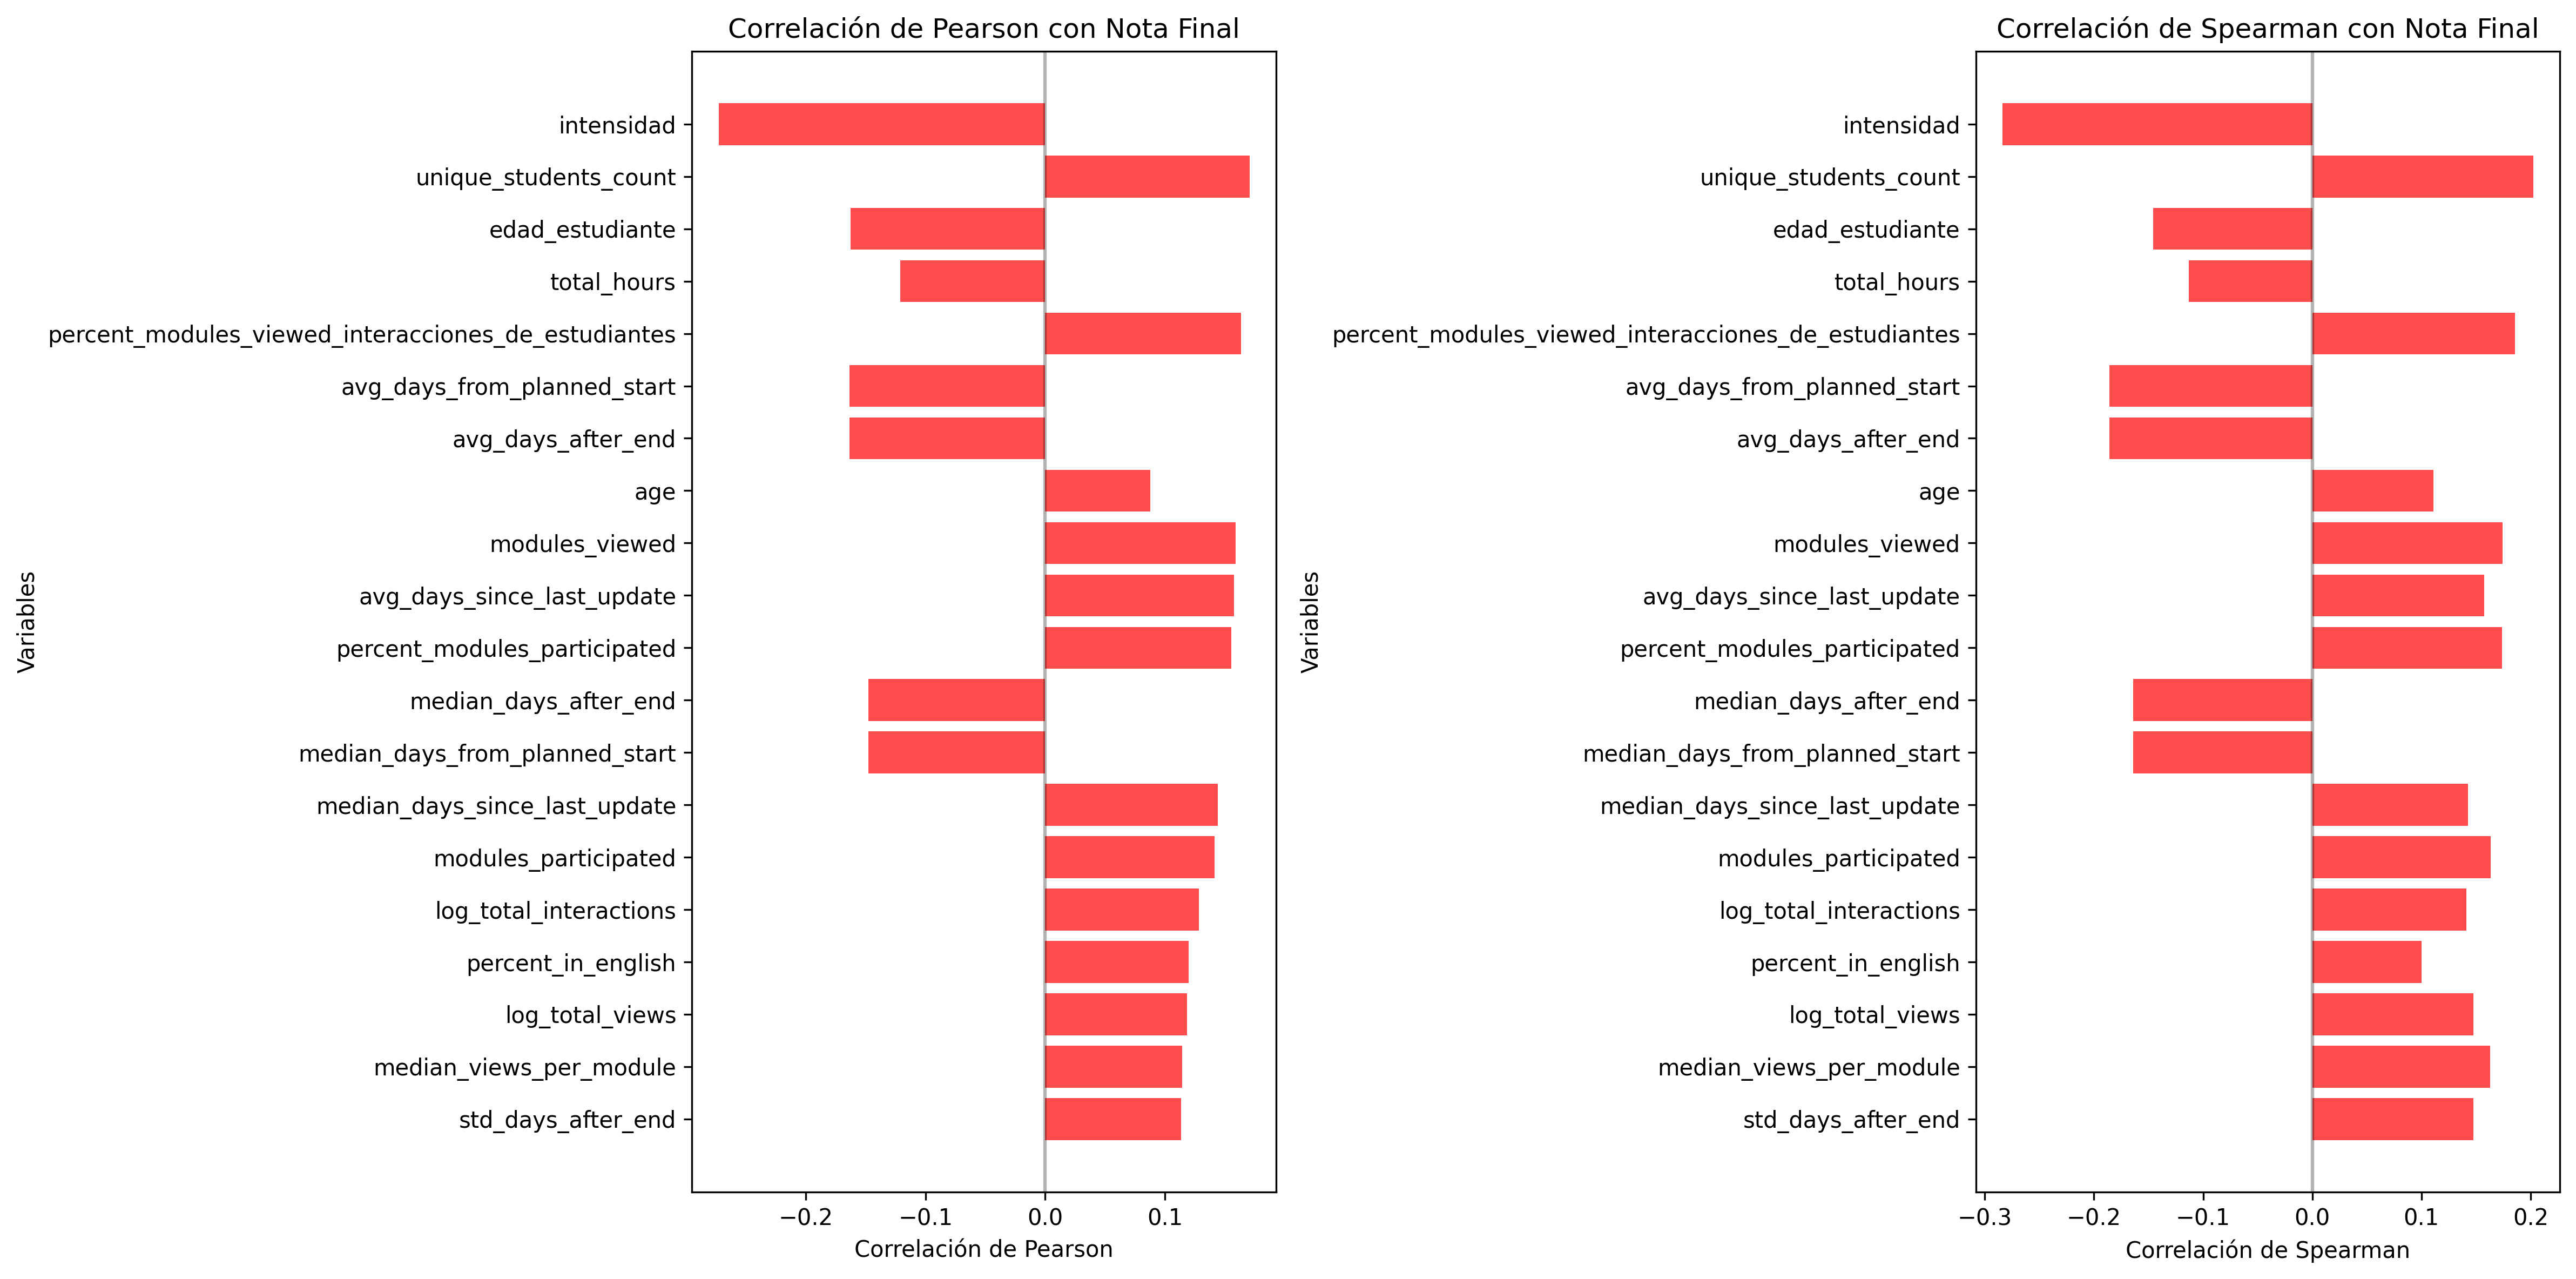 Correlación de Pearson con Nota Final
Variables
intensidad
unique_students_count
edad_estudiante
total_hours
percent_modules_viewed_interacciones_de_estudiantes
avg_days_from_planned_start
avg_days_after_end
age
modules_viewed
avg_days_since_last_update
percent_modules_participated
median_days_after_end
median_days_from_planned_start
median_days_since_last_update
modules_participated
log_total_interactions
percent_in_english
log_total_views
median_views_per_module
std_days_after_end
−0.2 −0.1 0.0 0.1
Correlación de Pearson
Correlación de Spearman con Nota Final
Variables
intensidad
unique_students_count
edad_estudiante
total_hours
percent_modules_viewed_interacciones_de_estudiantes
avg_days_from_planned_start
avg_days_after_end
age
modules_viewed
avg_days_since_last_update
percent_modules_participated
median_days_after_end
median_days_from_planned_start
median_days_since_last_update
modules_participated
log_total_interactions
percent_in_english
log_total_views
median_views_per_module
std_days_after_end
−0.3 −0.2 −0.1 0.0 0.1 0.2
Correlación de Spearman